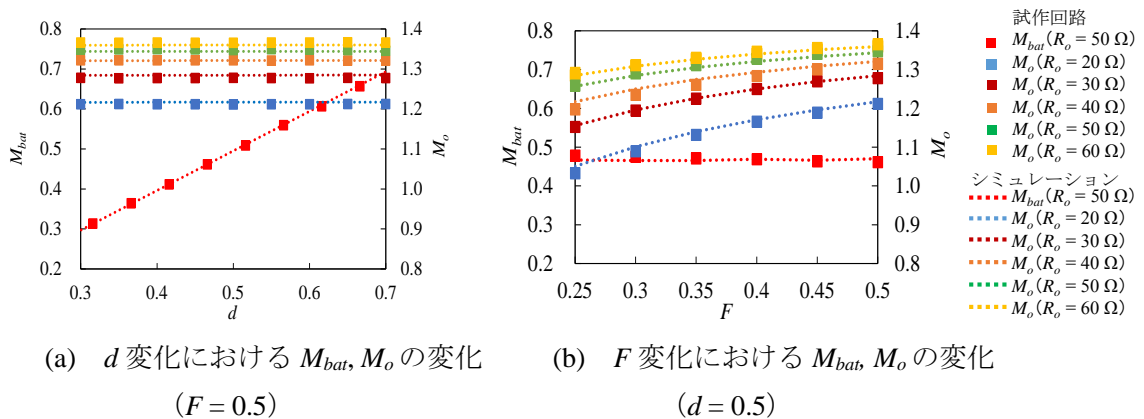 0.8
0.7
0.6
0.5
0.4
0.3
0.2
M_bat
1.4
1.3
1.2
1.1
1.0
0.9
0.8
M_o
0.3 0.4 0.5 0.6 0.7
d
0.8
0.7
0.6
0.5
0.4
0.3
0.2
M_bat
1.4
1.3
1.2
1.1
1.0
0.9
0.8
M_o
0.25 0.3 0.35 0.4 0.45 0.5
F
試作回路
M_bat(R_o = 50 Ω)
M_o(R_o = 20 Ω)
M_o(R_o = 30 Ω)
M_o(R_o = 40 Ω)
M_o(R_o = 50 Ω)
M_o(R_o = 60 Ω)
シミュレーション
M_bat(R_o = 50 Ω)
M_o(R_o = 20 Ω)
M_o(R_o = 30 Ω)
M_o(R_o = 40 Ω)
M_o(R_o = 50 Ω)
M_o(R_o = 60 Ω)
(a) d 変化における M_bat, M_o の変化
(F = 0.5)
(b) F 変化における M_bat, M_o の変化
(d = 0.5)